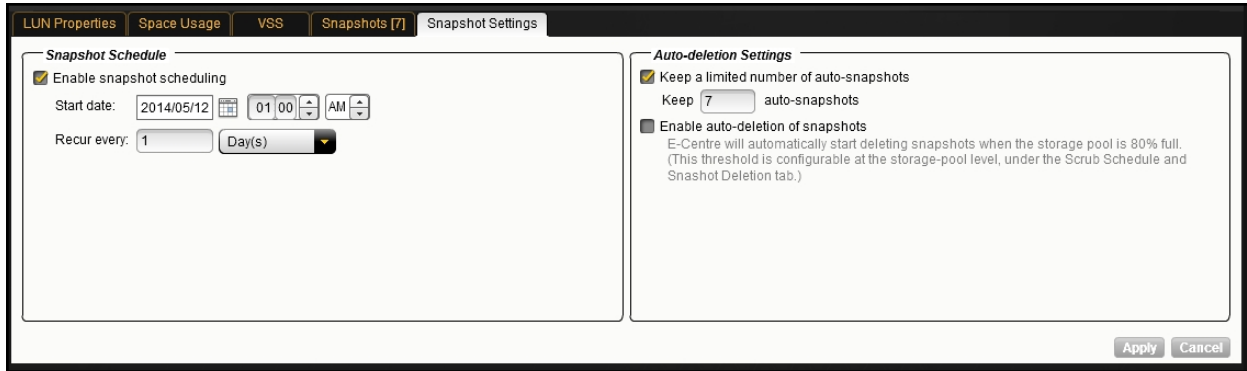 LUN Properties Space Usage VSS Snapshots [7] Snapshot Settings
Snapshot Schedule
Enable snapshot scheduling
Start date: 2014/05/12 01 00 AM
Recur every: 1 Day(s)
Auto-deletion Settings
Keep a limited number of auto-snapshots
Keep 7 auto-snapshots
Enable auto-deletion of snapshots
E-Centre will automatically start deleting snapshots when the storage pool is 80% full.
(This threshold is configurable at the storage-pool level, under the Scrub Schedule and
Snashot Deletion tab.)
Apply Cancel